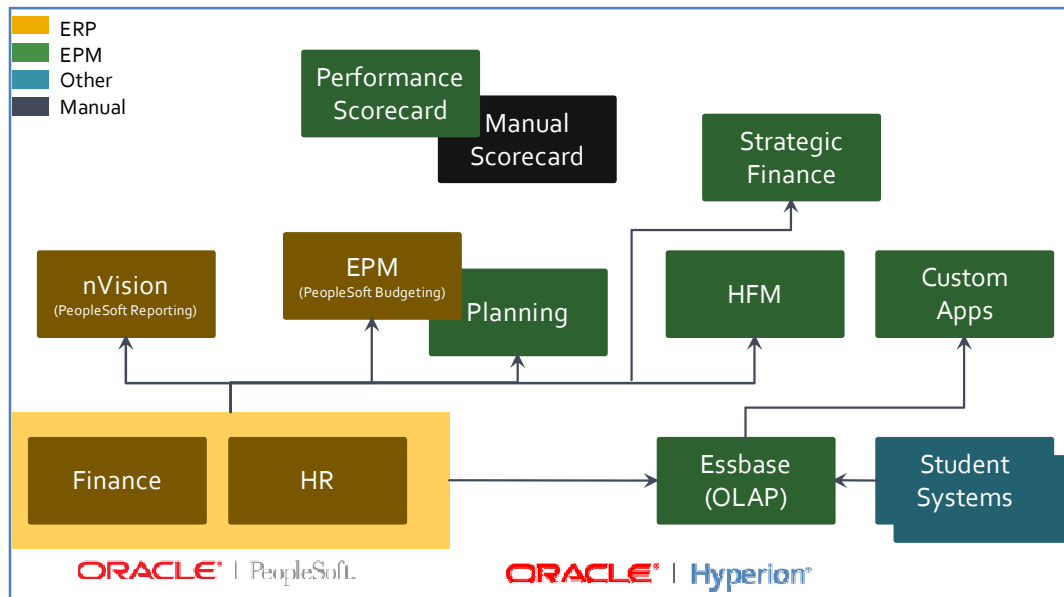 ERP
EPM
Other
Manual
Performance
Scorecard
Manual
Scorecard
Strategic
Finance
nVision
(PeopleSoft Reporting)
EPM
(PeopleSoft Budgeting)
Planning
HFM
Custom
Apps
Finance
HR
Essbase
(OLAP)
Student
Systems
ORACLE® | PeopleSoft.
ORACLE® | Hyperion®